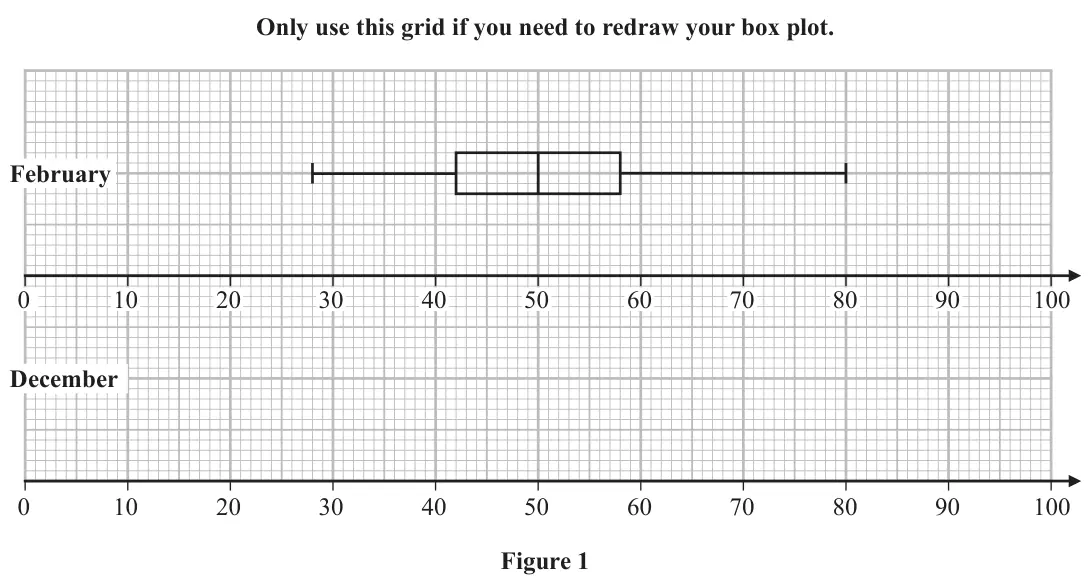 Only use this grid if you need to redraw your box plot.
February
0 10 20 30 40 50 60 70 80 90 100
December
0 10 20 30 40 50 60 70 80 90 100
Figure 1